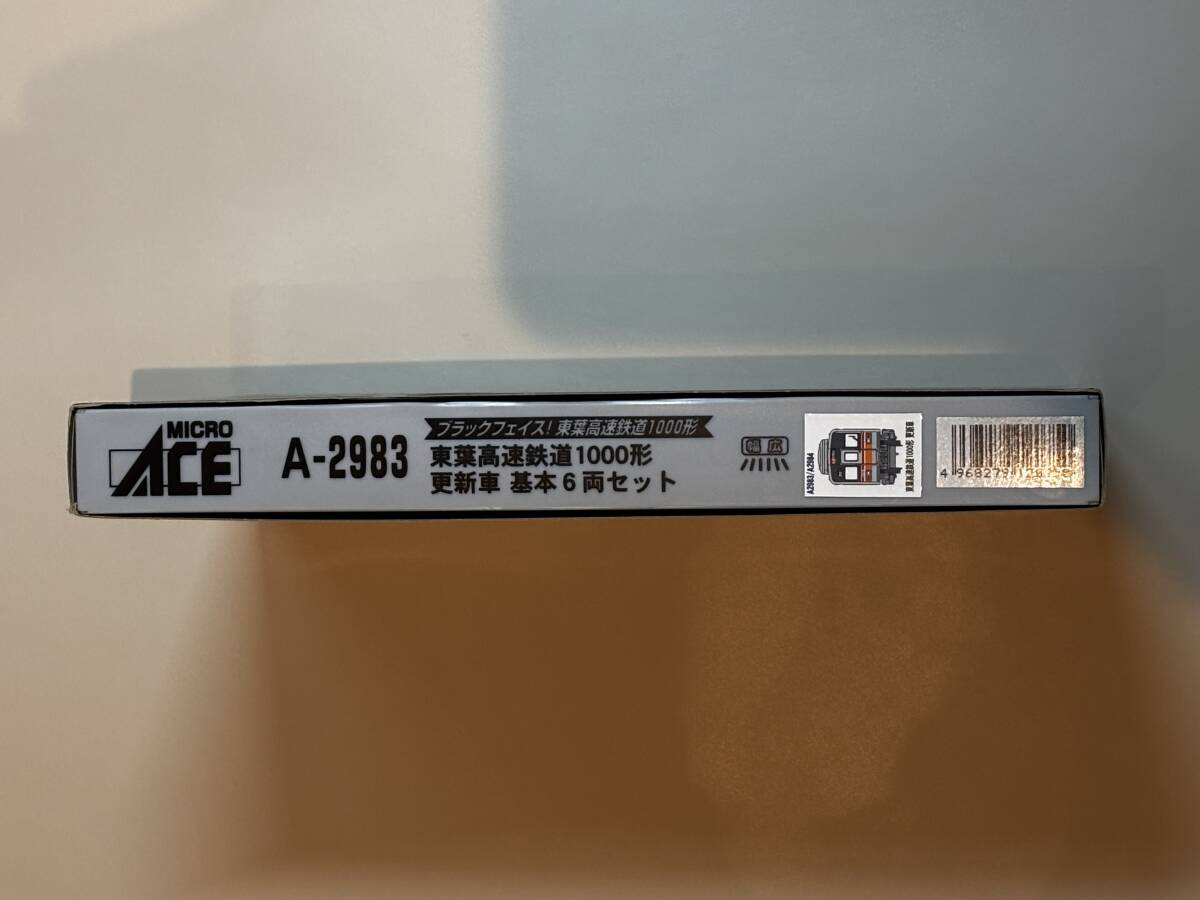 MICRO
ACE
A-2983
ブラックフェイス! 東葉高速鉄道1000形
東葉高速鉄道1000形
更新車 基本6両セット
幅広
A2983/A2984